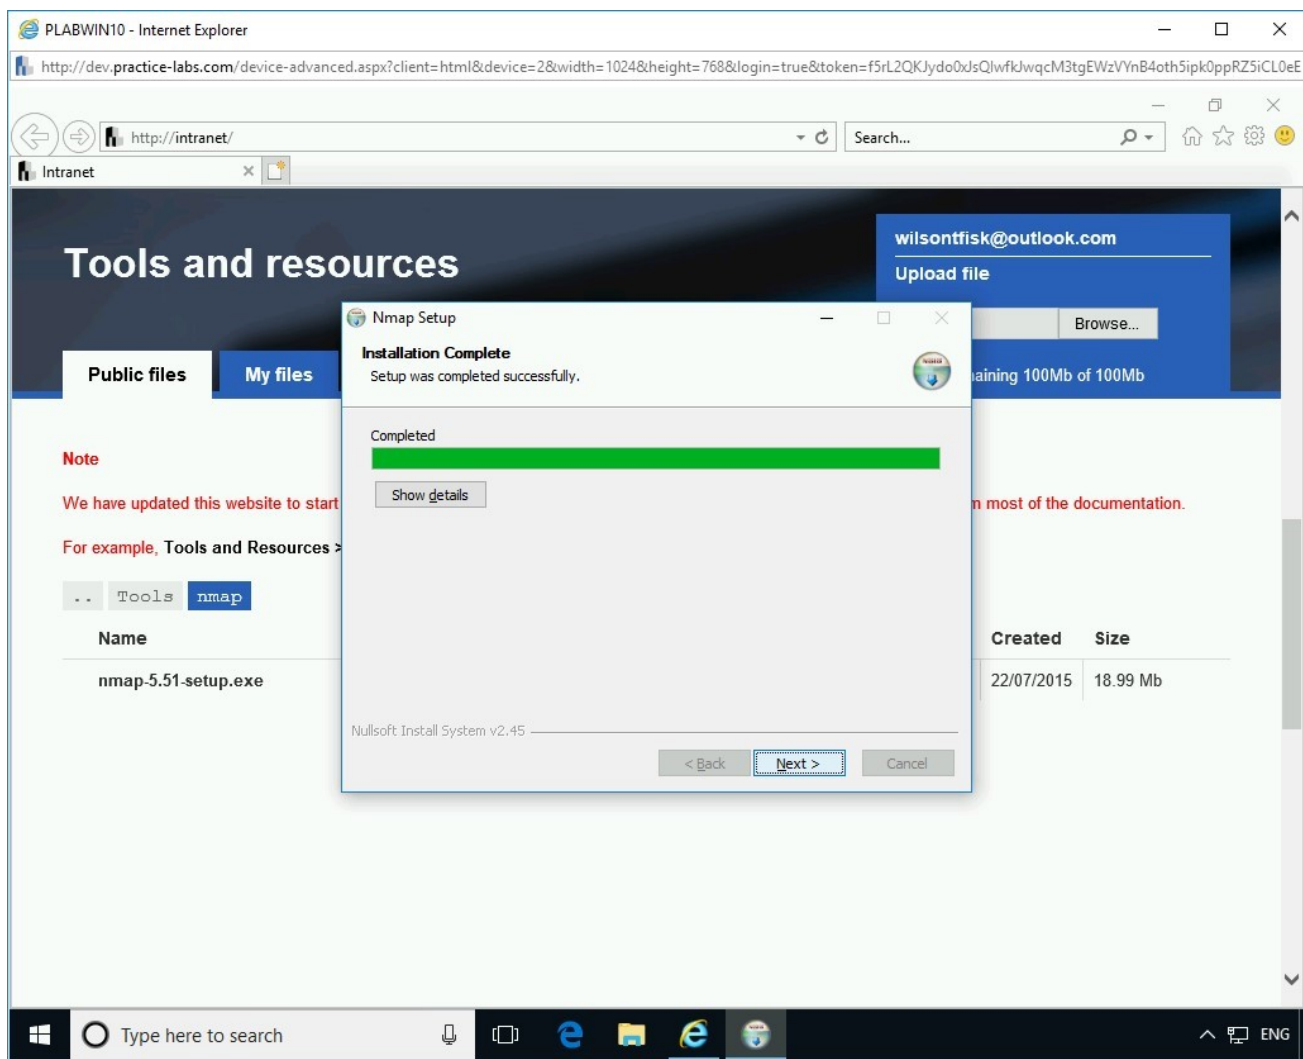 PLABWIN10 - Internet Explorer
http://dev.practice-labs.com/device-advanced.aspx?client=html&device=2&width=1024&height=768&login=true&token=
http://intranet/
Search...
Intranet
Tools and resources
wilsontfisk@outlook.com
Upload file
Browse...
aining 100Mb of 100Mb
Public files
My files
Nmap Setup
Installation Complete
Setup was completed successfully.
Completed
Show details
Nullsoft Install System v2.45
< Back
Next >
Cancel
Note
We have updated this website to start
most of the documentation.
For example, Tools and Resources >
.. Tools nmap
Name Created Size
nmap-5.51-setup.exe 22/07/2015 18.99 Mb
Type here to search
ENG